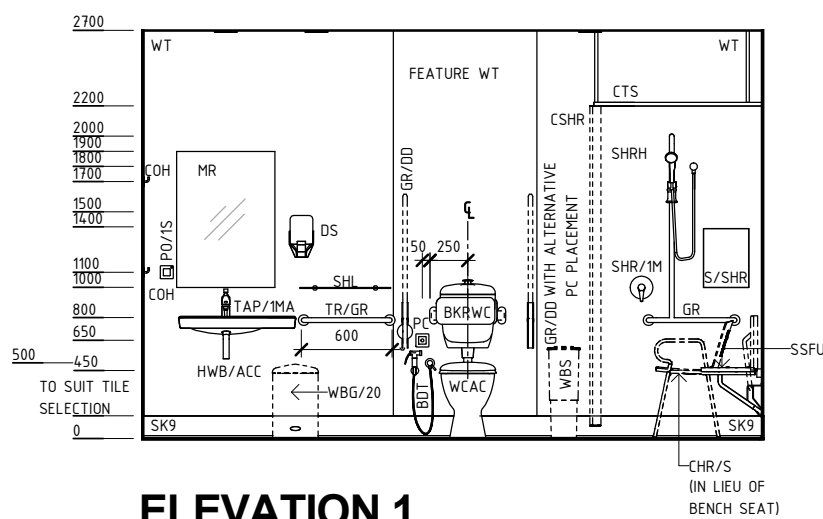 2700
2200
2000
1900
1800
1700
1500
1400
1100
1000
800
650
500
450
TO SUIT TILE
SELECTION
0
WT
FEATURE WT
WT
CTS
CSHR
COH
MR
GR/DD
SHRH
PO/1S
DS
50
250
GR/DD WITH ALTERNATIVE
PC PLACEMENT
SHR/1M
S/SHR
COH
SHL
TAP/1MA
TR/GR
BKRWC
GR
PC
600
SSFU
HWB/ACC
WBG/20
BDT
WCAC
WBS
SK9
SK9
CHR/S
(IN LIEU OF
BENCH SEAT)
ELEVATION 1